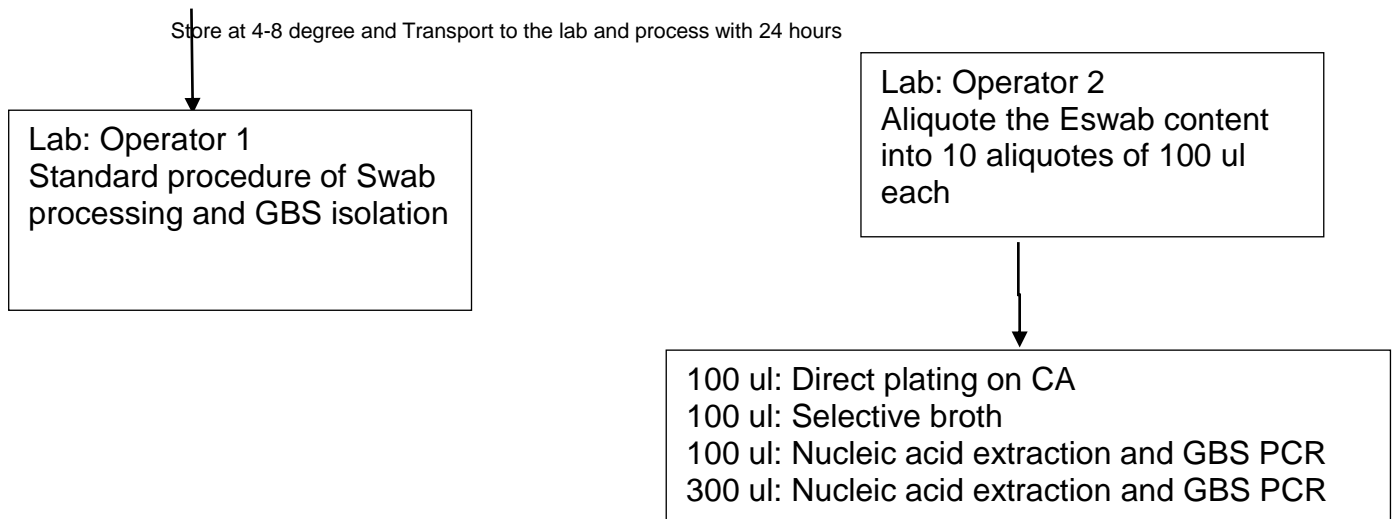 Store at 4-8 degree and Transport to the lab and process with 24 hours
Lab: Operator 1
Standard procedure of Swab
processing and GBS isolation
Lab: Operator 2
Aliquote the Eswab content
into 10 aliquotes of 100 ul
each
100 ul: Direct plating on CA
100 ul: Selective broth
100 ul: Nucleic acid extraction and GBS PCR
300 ul: Nucleic acid extraction and GBS PCR